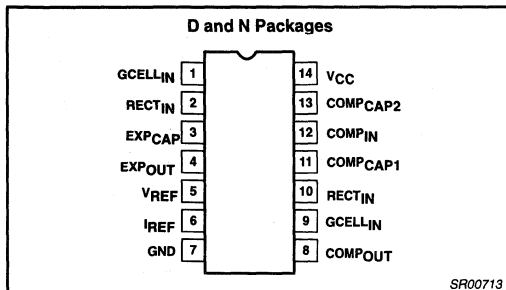 D and N Packages
GCELLIN 1 14 VCC
RECTIN 2 13 COMPCAP2
EXPCAP 3 12 COMPIN
EXPOUT 4 11 COMPCAP1
VREF 5 10 RECTIN
IREF 6 9 GCELLIN
GND 7 8 COMPOUT
SR00713